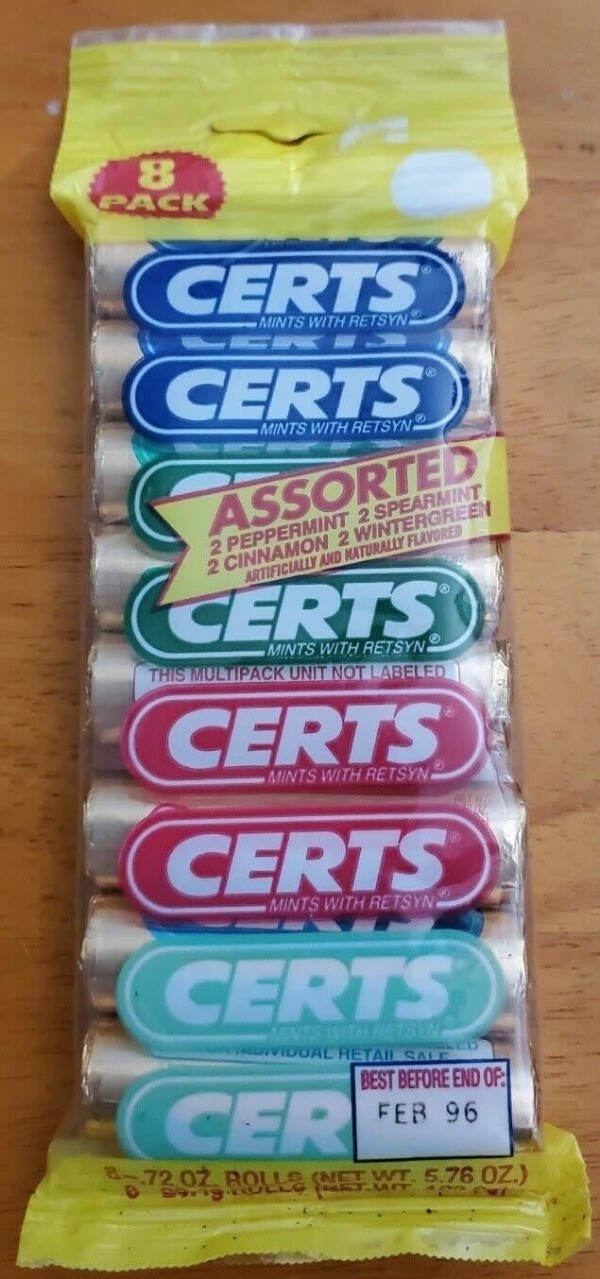 8
PACK
CERTS®
MINTS WITH RETSYN®
CERTS®
MINTS WITH RETSYN®
ASSORTED
2 PEPPERMINT 2 SPEARMINT
2 CINNAMON 2 WINTERGREEN
ARTIFICIALLY AND NATURALLY FLAVORED
CERTS®
MINTS WITH RETSYN®
THIS MULTIPACK UNIT NOT LABELED
CERTS®
MINTS WITH RETSYN®
CERTS®
MINTS WITH RETSYN®
CERTS
MINTS WITH RETSYN
RETAIL SALE
BEST BEFORE END OF:
FEB 96
CER
8-.72 OZ ROLLS (NET WT. 5.76 OZ.)